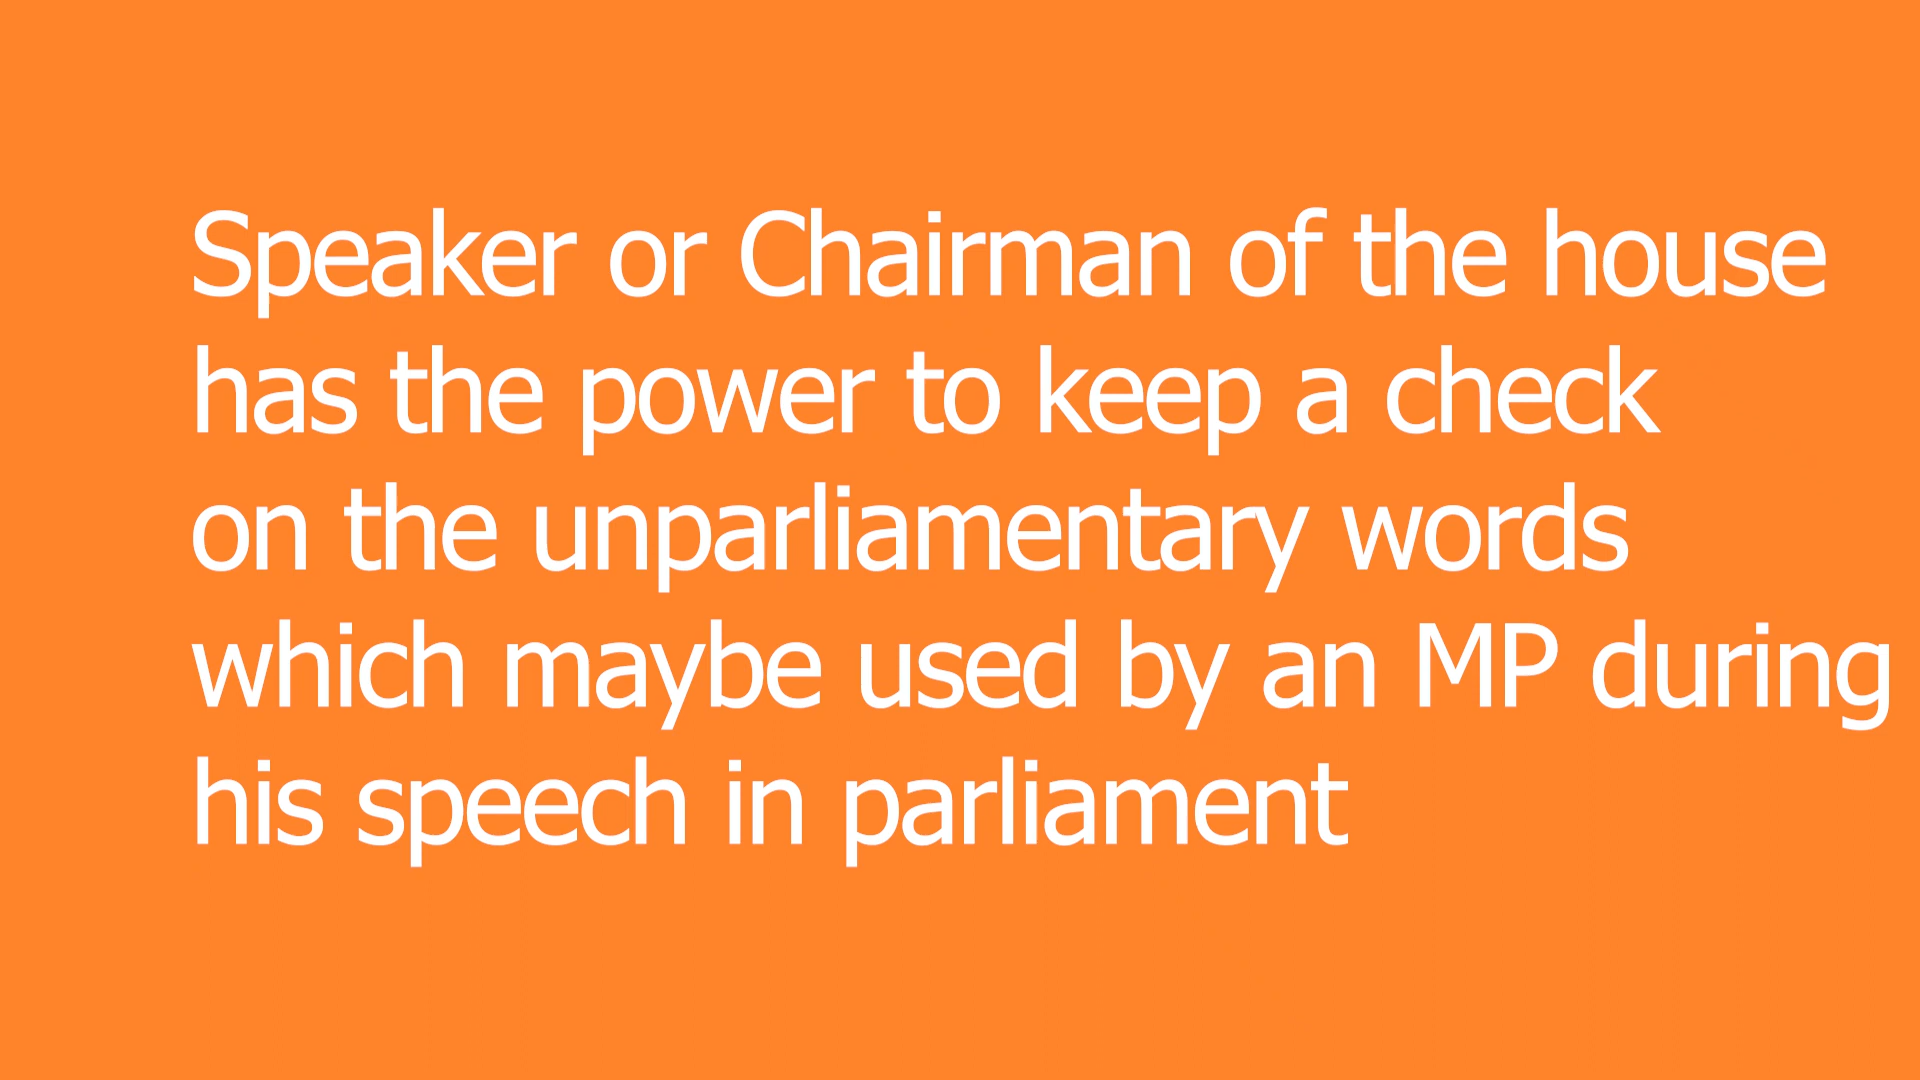 Speaker or Chairman of the house
has the power to keep a check
on the unparliamentary words
which maybe used by an MP during
his speech in parliament